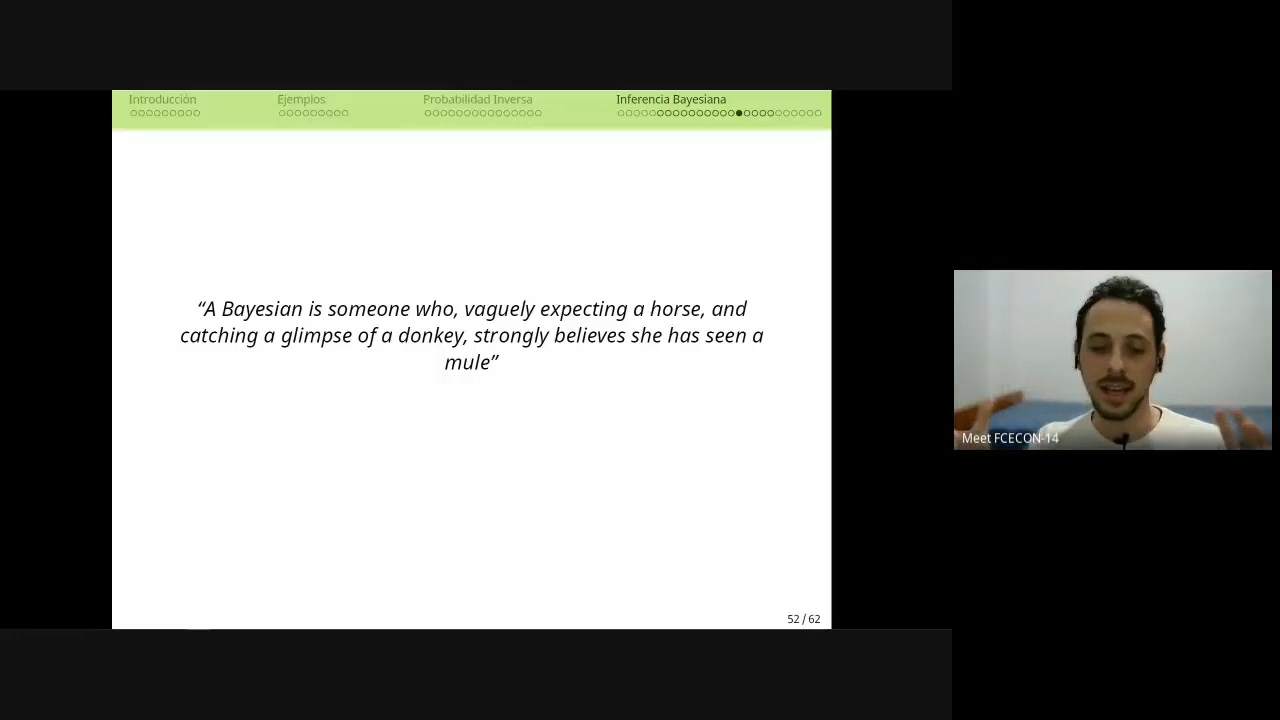 Introducción Ejemplos Probabilidad Inversa Inferencia Bayesiana
“A Bayesian is someone who, vaguely expecting a horse, and
catching a glimpse of a donkey, strongly believes she has seen a
mule”
Meet FCECON-14
52 / 62